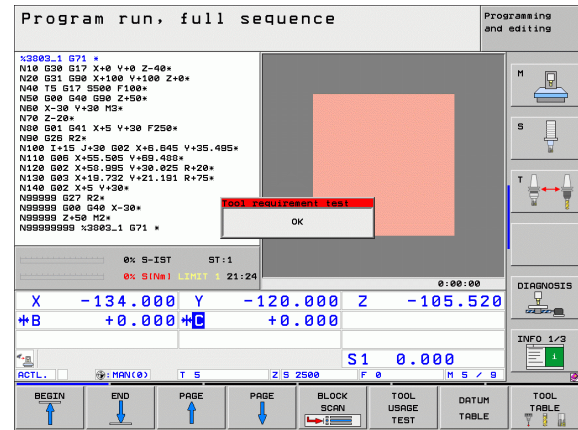 Program run, full sequence
Programming
and editing
%3803_1 G71 *
N10 G30 G17 X+0 Y+0 Z-40*
N20 G31 G90 X+100 Y+100 Z+0*
N40 T5 G17 S500 F100*
N50 G00 G40 G90 Z+50*
N60 X-30 Y+30 M3*
N70 Z-20*
N80 G01 G41 X+5 Y+30 F250*
N90 G26 R2*
N100 I+15 J+30 G02 X+6.645 Y+35.495*
N110 G06 X+55.505 Y+69.488*
N120 G02 X+58.995 Y+30.025 R+20*
N130 G03 X+19.732 Y+21.191 R+75*
N140 G02 X+5 Y+30*
N99999 G27 R2*
N99999 G00 G40 X-30*
N99999 Z+50 M2*
N99999999 %3803_1 G71 *
Tool requirement test
OK
M
S
T
DIAGNOSIS
INFO 1/3
1
0% S-IST ST:1
0% S[Nm] LIMIT 1 21:24
0:00:00
X -134.000 Y -120.000 Z -105.520
B +0.000 C +0.000
S1 0.000
ACTL. :MAN(0) T 5 Z S 2500 F 0 M 5 / 9
BEGIN
END
PAGE
PAGE
BLOCK
SCAN
TOOL
USAGE
TEST
DATUM
TABLE
TOOL
TABLE